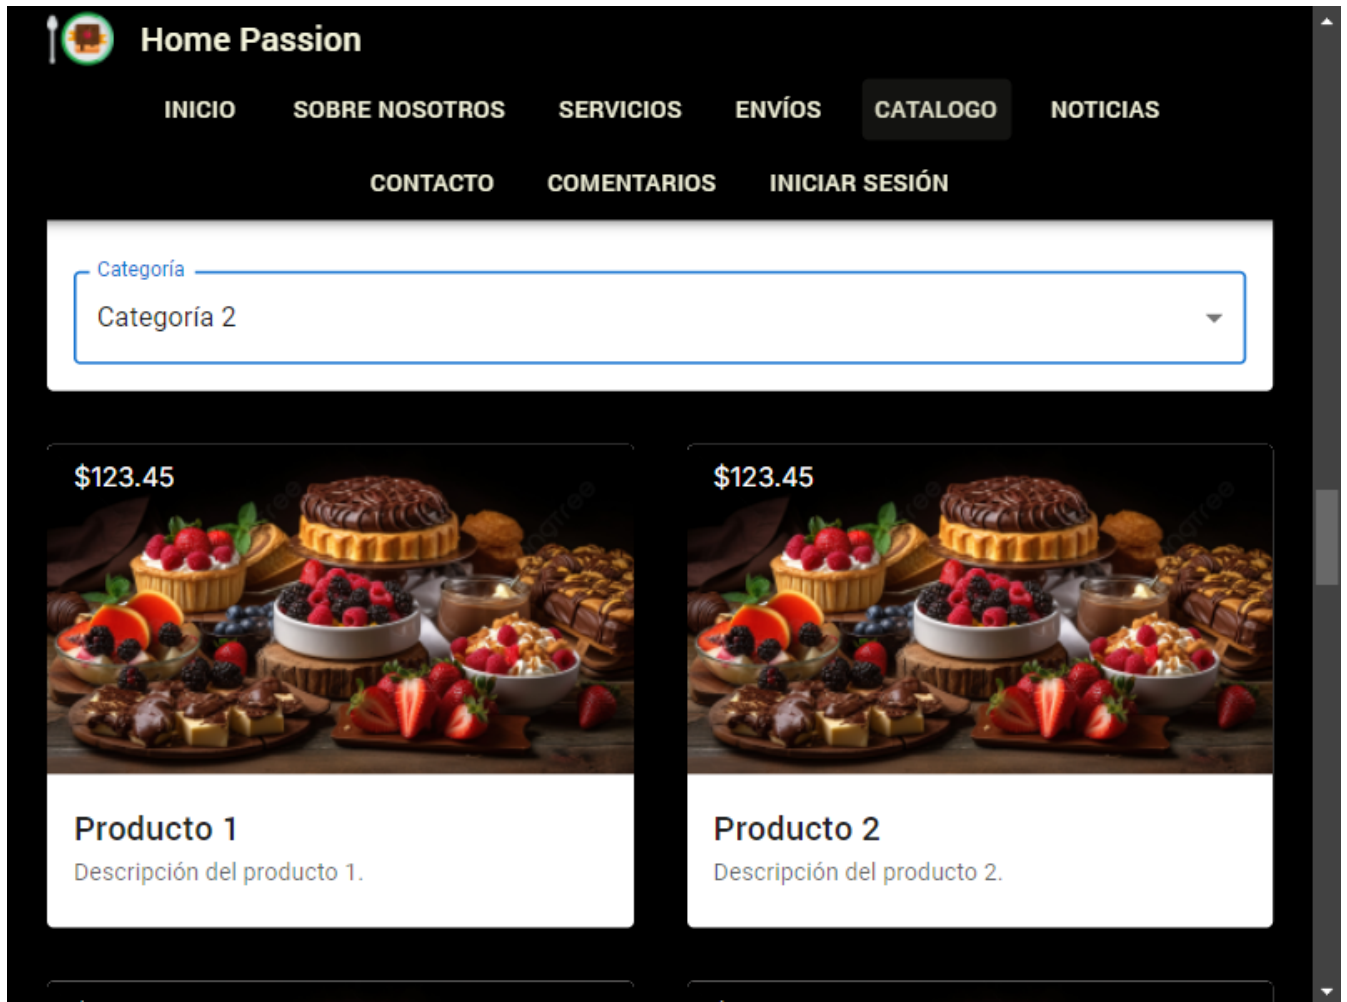 Home Passion
INICIO SOBRE NOSOTROS SERVICIOS ENVÍOS CATALOGO NOTICIAS
CONTACTO COMENTARIOS INICIAR SESIÓN
Categoría
Categoría 2
$123.45 $123.45
Producto 1 Producto 2
Descripción del producto 1. Descripción del producto 2.